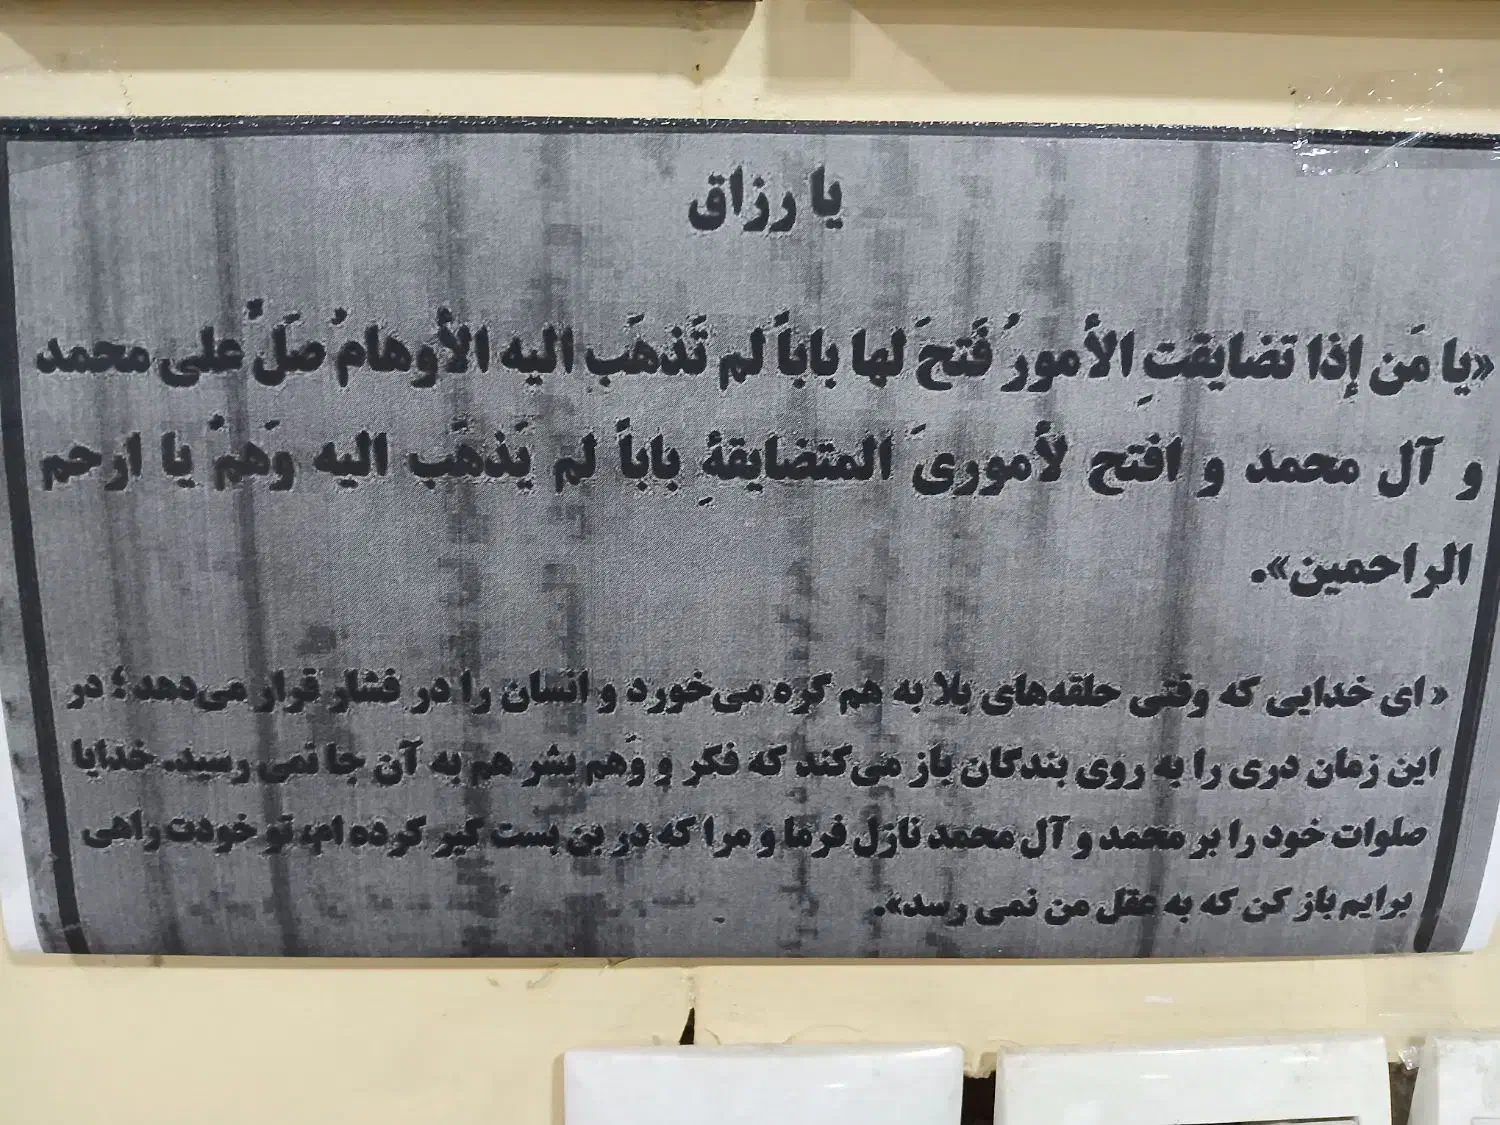 یا رزاق
«یا مَن إذا تضایقتِ الأمورُ فَتحَ لها باباً لم تَذهَب الیه الأوهامُ صَلِّ علی محمد
و آل محمد و افتح لأموریَ المتضایقهٔ باباً لم یَذهَب الیه وَهمُ یا ارحم
الراحمین».
« ای خدایی که وقتی حلقه‌های بلا به هم گره می‌خورد و انسان را در فشار قرار می‌دهد؛ در
این زمان دری را به روی بندگان باز می‌کند که فکر و وَهم بشر هم به آن جا نمی رسید. خدایا
صلوات خود را بر محمد و آل محمد نازل فرما و مرا که در بن بست گیر کرده ام، تو خودت راهی
برایم باز کن که به عقل من نمی رسد».